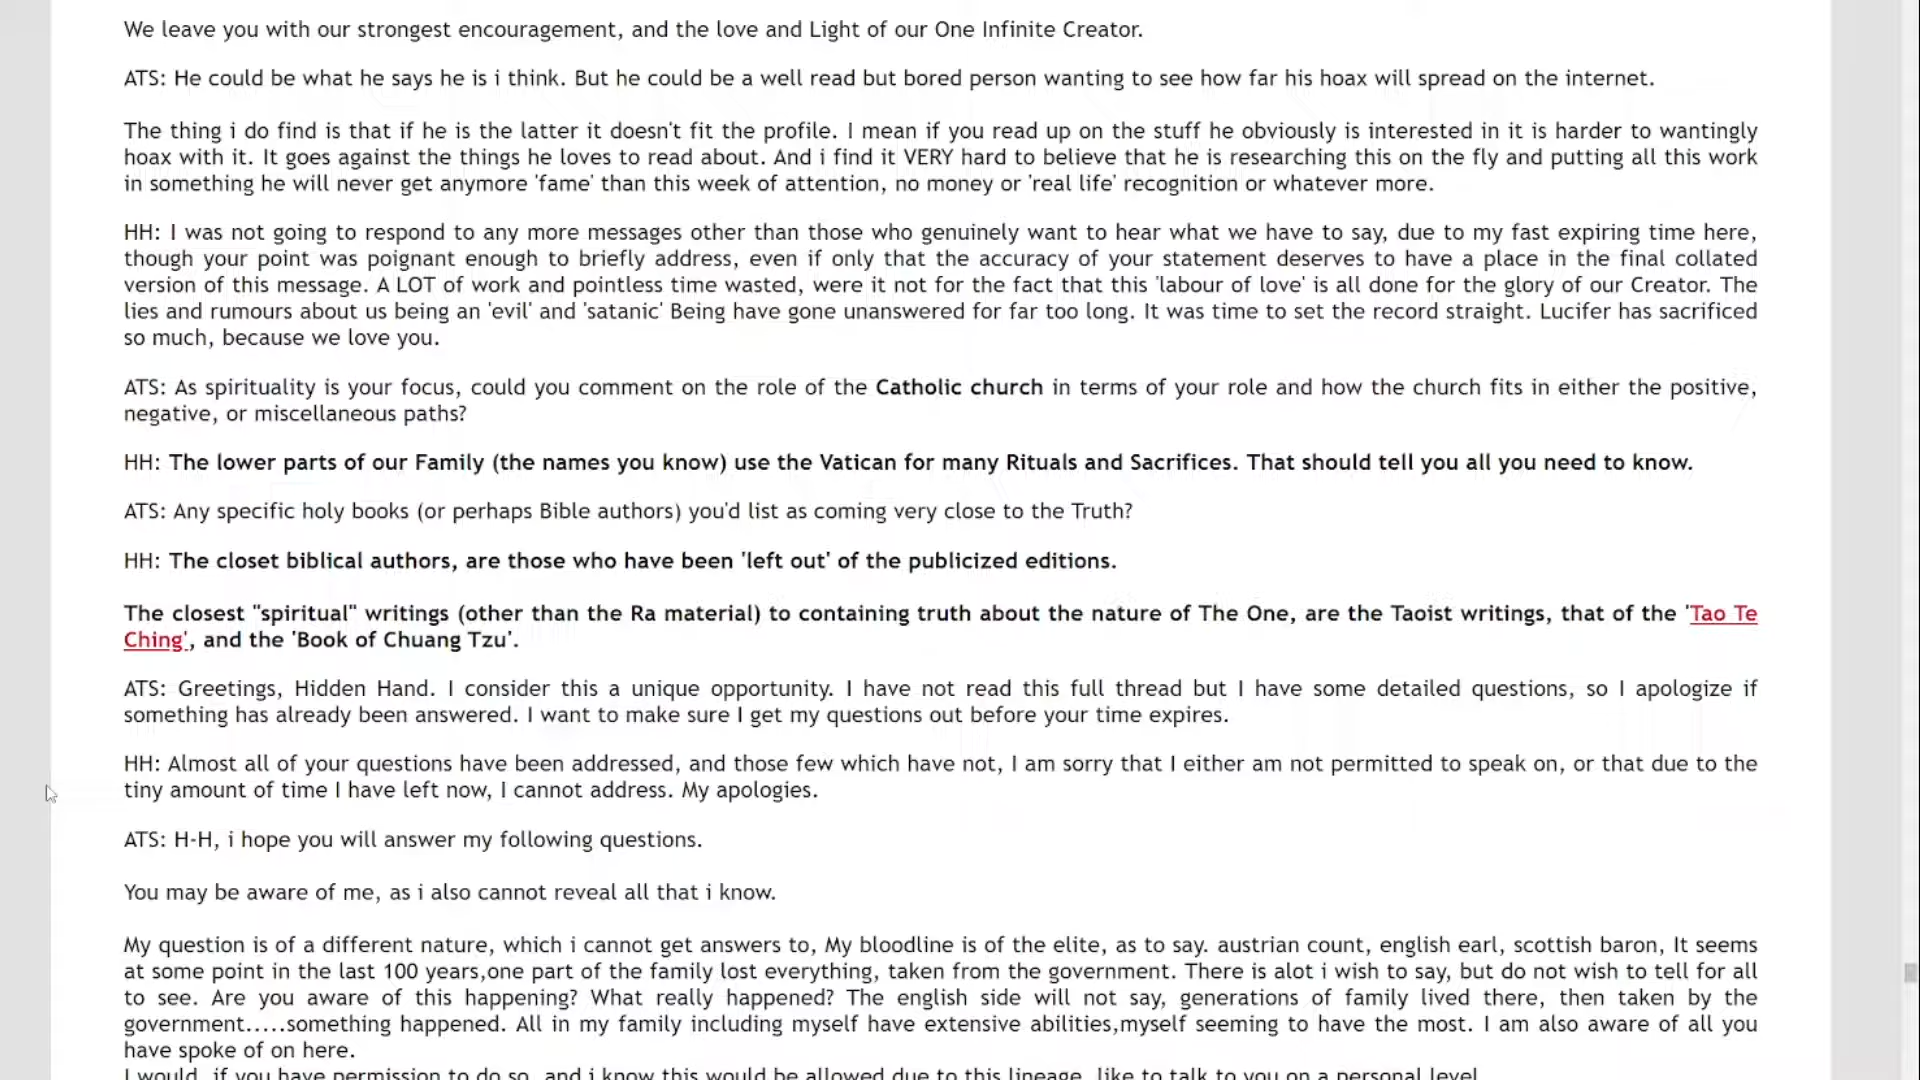 We leave you with our strongest encouragement, and the love and Light of our One Infinite Creator.
ATS: He could be what he says he is i think. But he could be a well read but bored person wanting to see how far his hoax will spread on the internet.
The thing i do find is that if he is the latter it doesn't fit the profile. I mean if you read up on the stuff he obviously is interested in it is harder to wantingly
hoax with it. It goes against the things he loves to read about. And i find it VERY hard to believe that he is researching this on the fly and putting all this work
in something he will never get anymore 'fame' than this week of attention, no money or 'real life' recognition or whatever more.
HH: I was not going to respond to any more messages other than those who genuinely want to hear what we have to say, due to my fast expiring time here,
though your point was poignant enough to briefly address, even if only that the accuracy of your statement deserves to have a place in the final collated
version of this message. A LOT of work and pointless time wasted, were it not for the fact that this 'labour of love' is all done for the glory of our Creator. The
lies and rumours about us being an 'evil' and 'satanic' Being have gone unanswered for far too long. It was time to set the record straight. Lucifer has sacrificed
so much, because we love you.
ATS: As spirituality is your focus, could you comment on the role of the Catholic church in terms of your role and how the church fits in either the positive,
negative, or miscellaneous paths?
HH: The lower parts of our Family (the names you know) use the Vatican for many Rituals and Sacrifices. That should tell you all you need to know.
ATS: Any specific holy books (or perhaps Bible authors) you'd list as coming very close to the Truth?
HH: The closet biblical authors, are those who have been 'left out' of the publicized editions.
The closest "spiritual" writings (other than the Ra material) to containing truth about the nature of The One, are the Taoist writings, that of the 'Tao Te
Ching', and the 'Book of Chuang Tzu'.
ATS: Greetings, Hidden Hand. I consider this a unique opportunity. I have not read this full thread but I have some detailed questions, so I apologize if
something has already been answered. I want to make sure I get my questions out before your time expires.
HH: Almost all of your questions have been addressed, and those few which have not, I am sorry that I either am not permitted to speak on, or that due to the
tiny amount of time I have left now, I cannot address. My apologies.
ATS: H-H, i hope you will answer my following questions.
You may be aware of me, as i also cannot reveal all that i know.
My question is of a different nature, which i cannot get answers to, My bloodline is of the elite, as to say. austrian count, english earl, scottish baron, It seems
at some point in the last 100 years,one part of the family lost everything, taken from the government. There is alot i wish to say, but do not wish to tell for all
to see. Are you aware of this happening? What really happened? The english side will not say, generations of family lived there, then taken by the
government.....something happened. All in my family including myself have extensive abilities,myself seeming to have the most. I am also aware of all you
have spoke of on here.
I would, if you have permission to do so, and i know this would be allowed due to this lineage, like to talk to you on a personal level